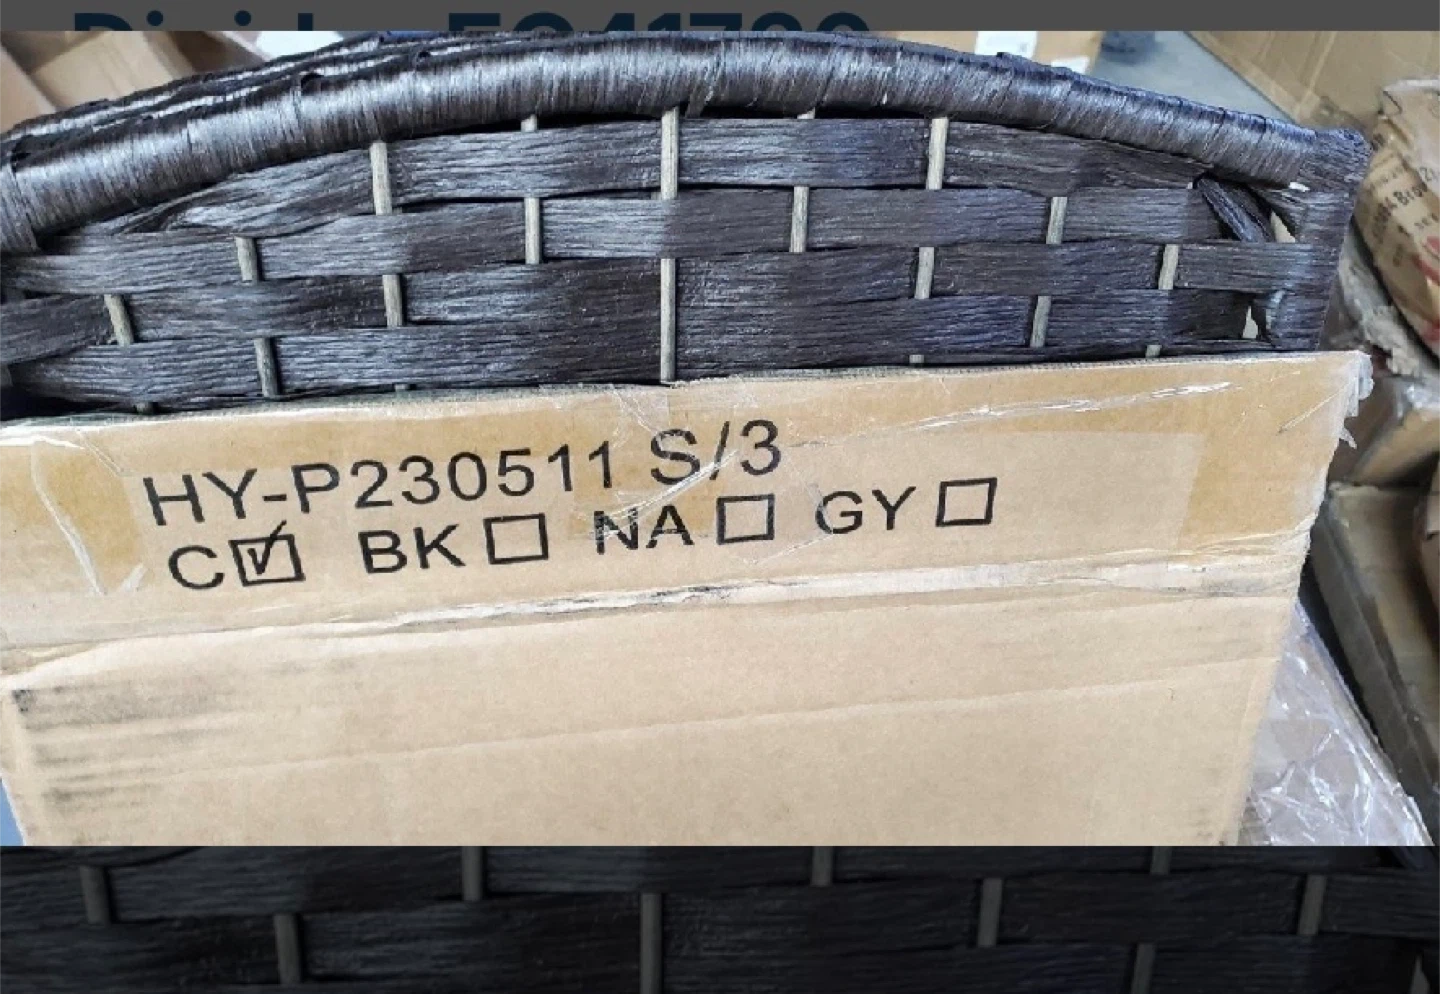 HY-P230511 S/3
C☑ BK☐ NA☐ GY☐